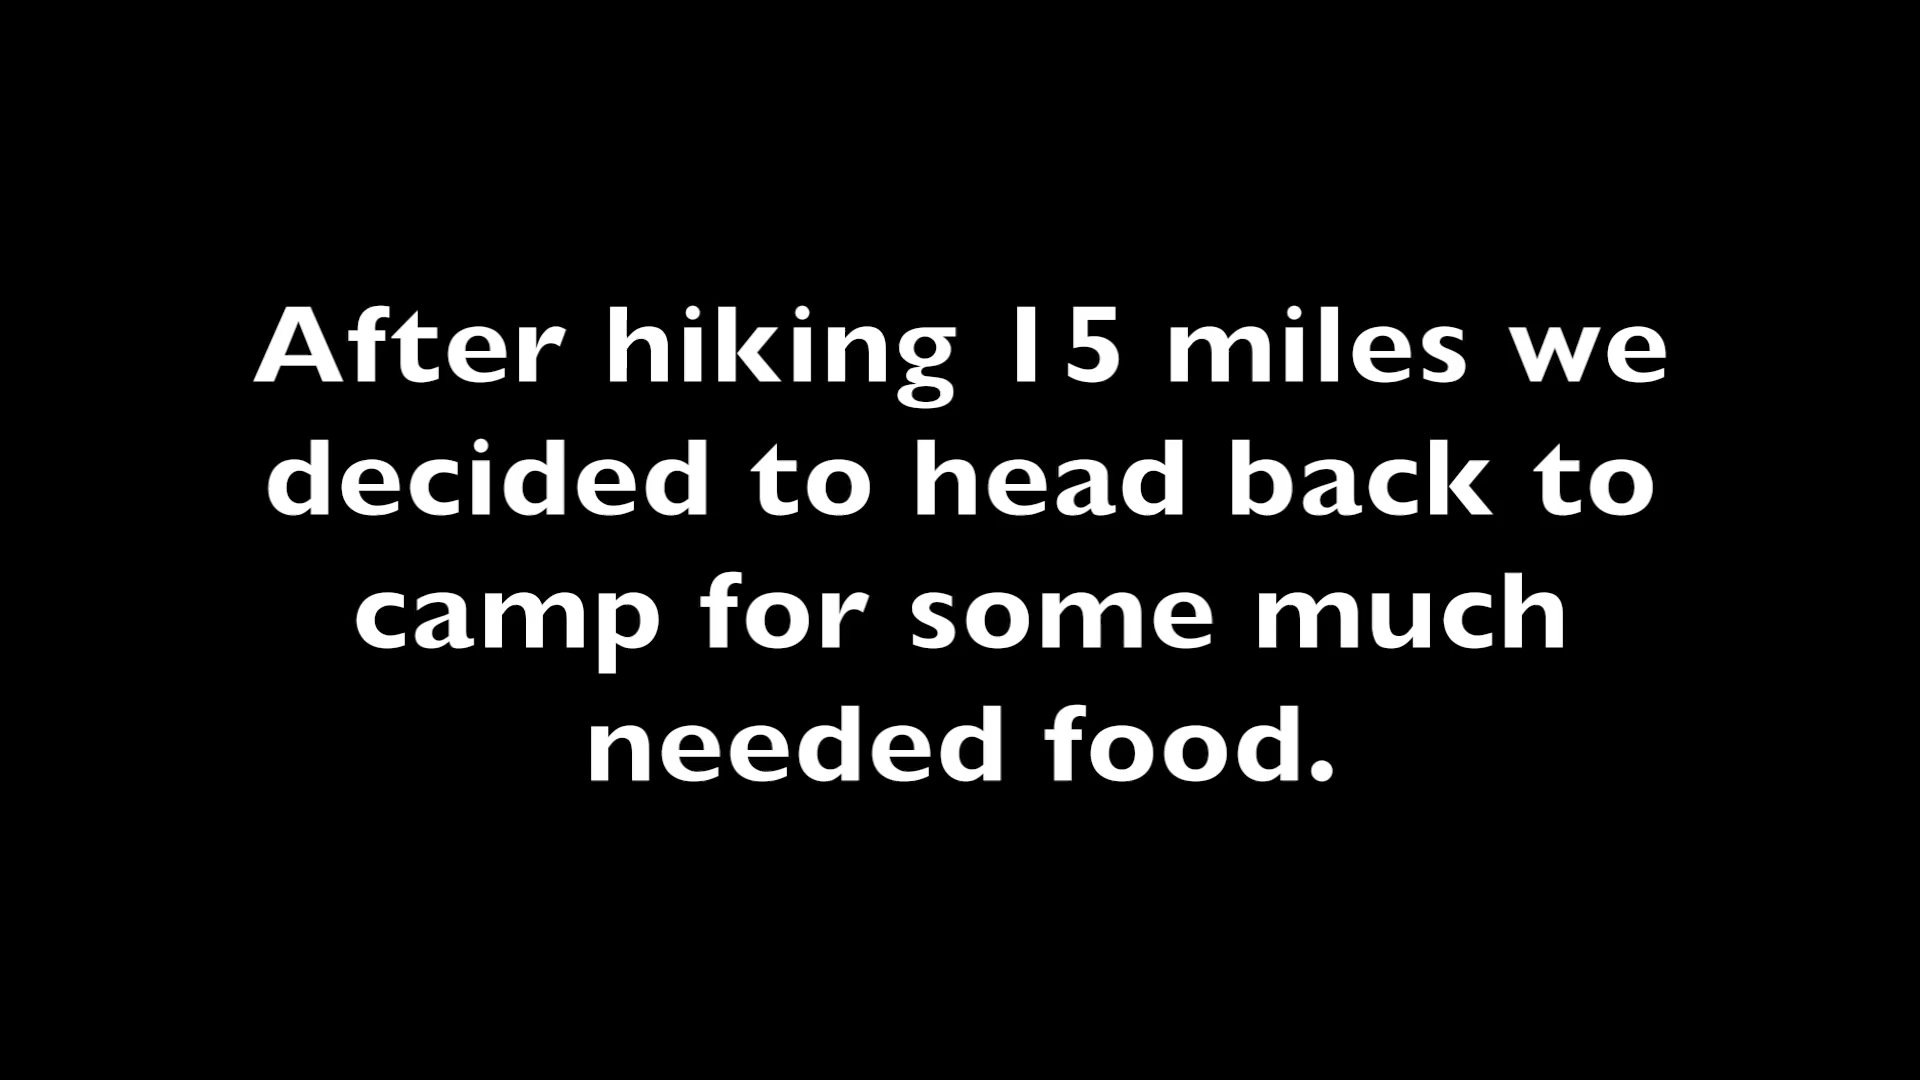 After hiking 15 miles we
decided to head back to
camp for some much
needed food.